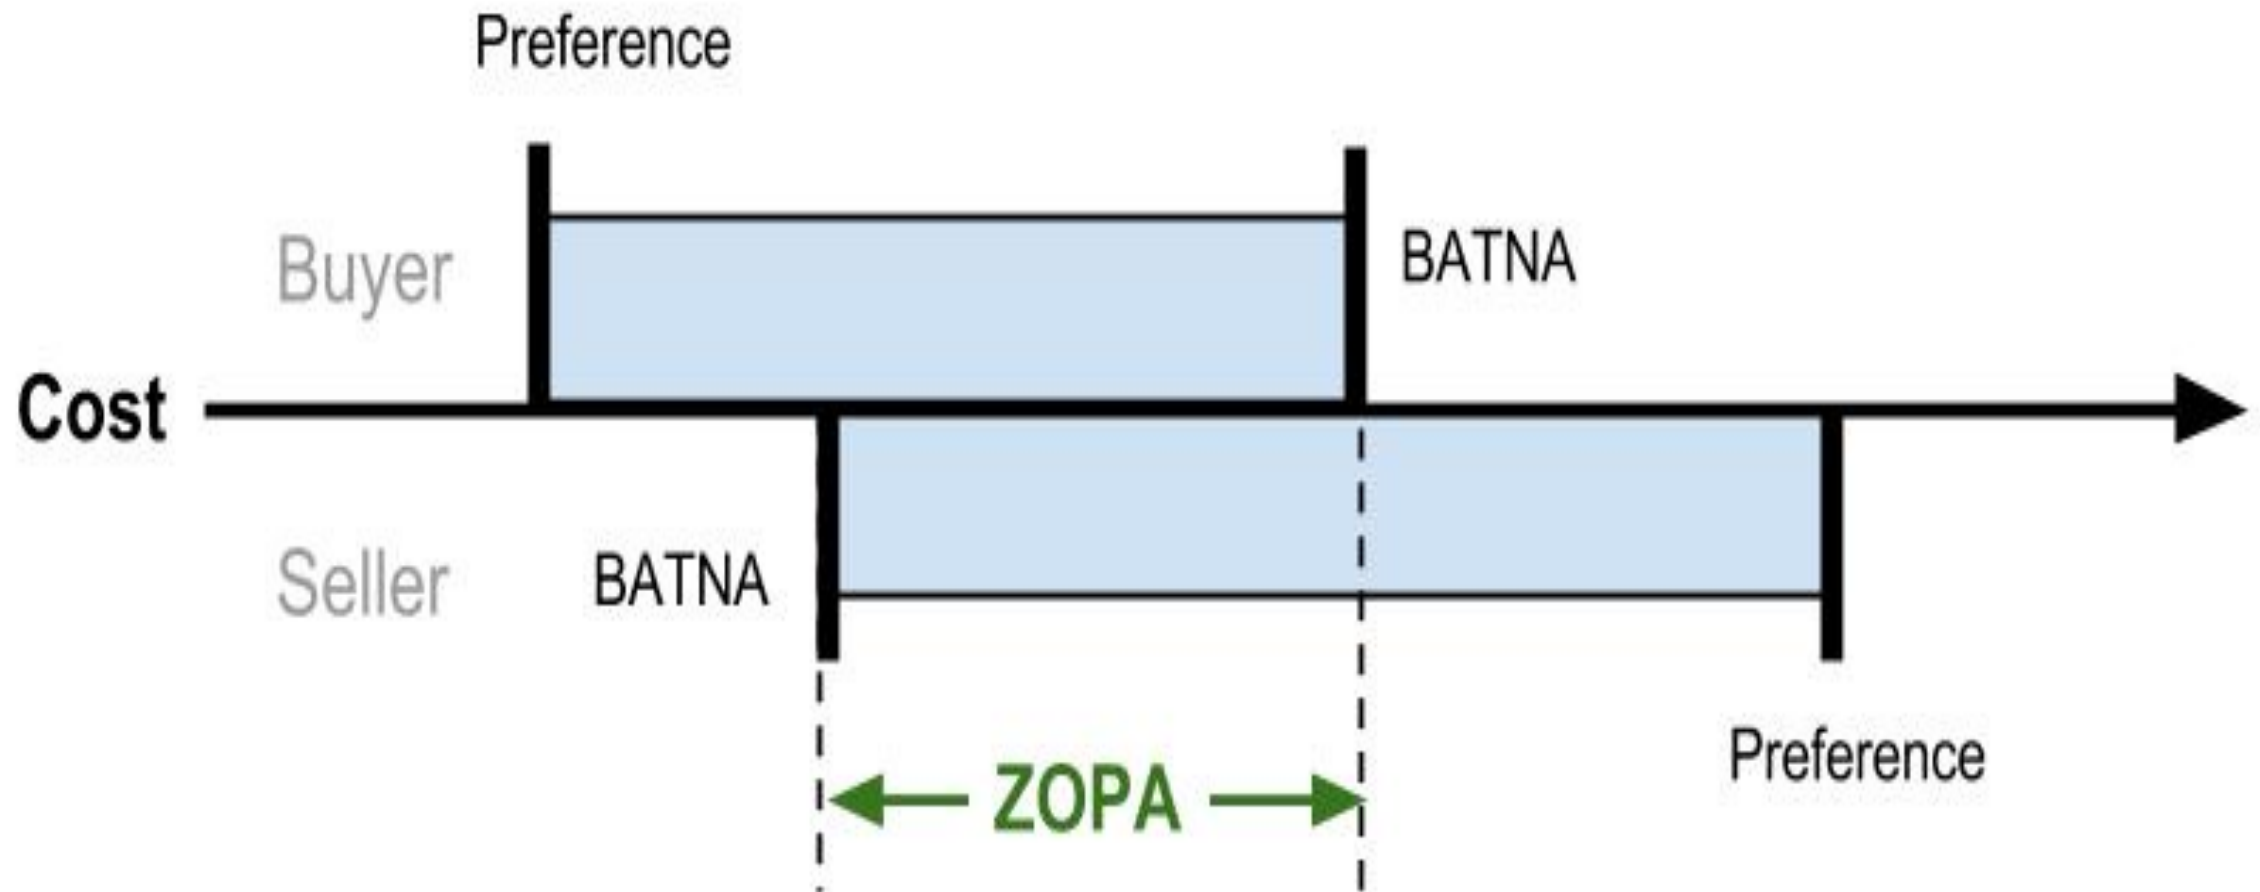 Preference
Buyer
BATNA
Cost
Seller
BATNA
Preference
ZOPA